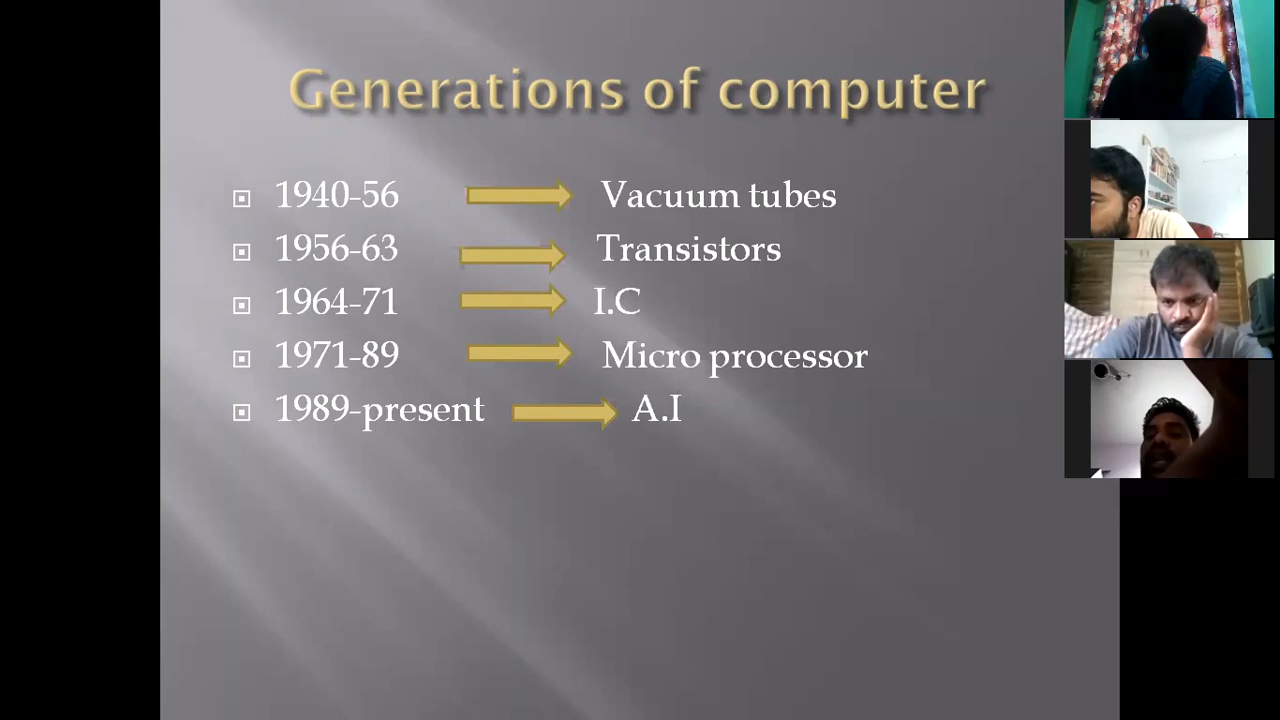 Generations of computer
1940-56 Vacuum tubes
1956-63 Transistors
1964-71 I.C
1971-89 Micro processor
1989-present A.I